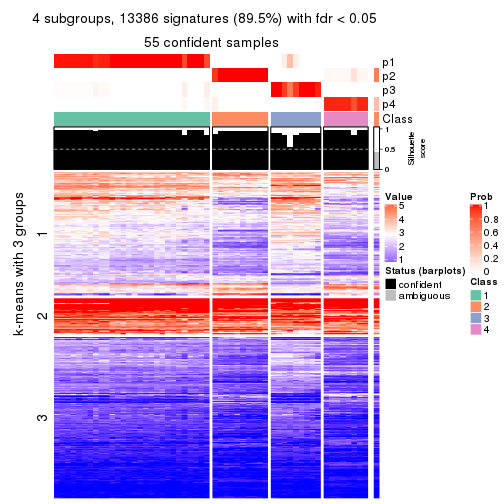 4 subgroups, 13386 signatures (89.5%) with fdr < 0.05
55 confident samples
p1
p2
p3
p4
Class
1
0.5
0
Silhouette
score
k-means with 3 groups
1
2
3
Value
5
4
3
2
1
Prob
1
0.8
0.6
0.4
0.2
0
Status (barplots)
confident
ambiguous
Class
1
2
3
4